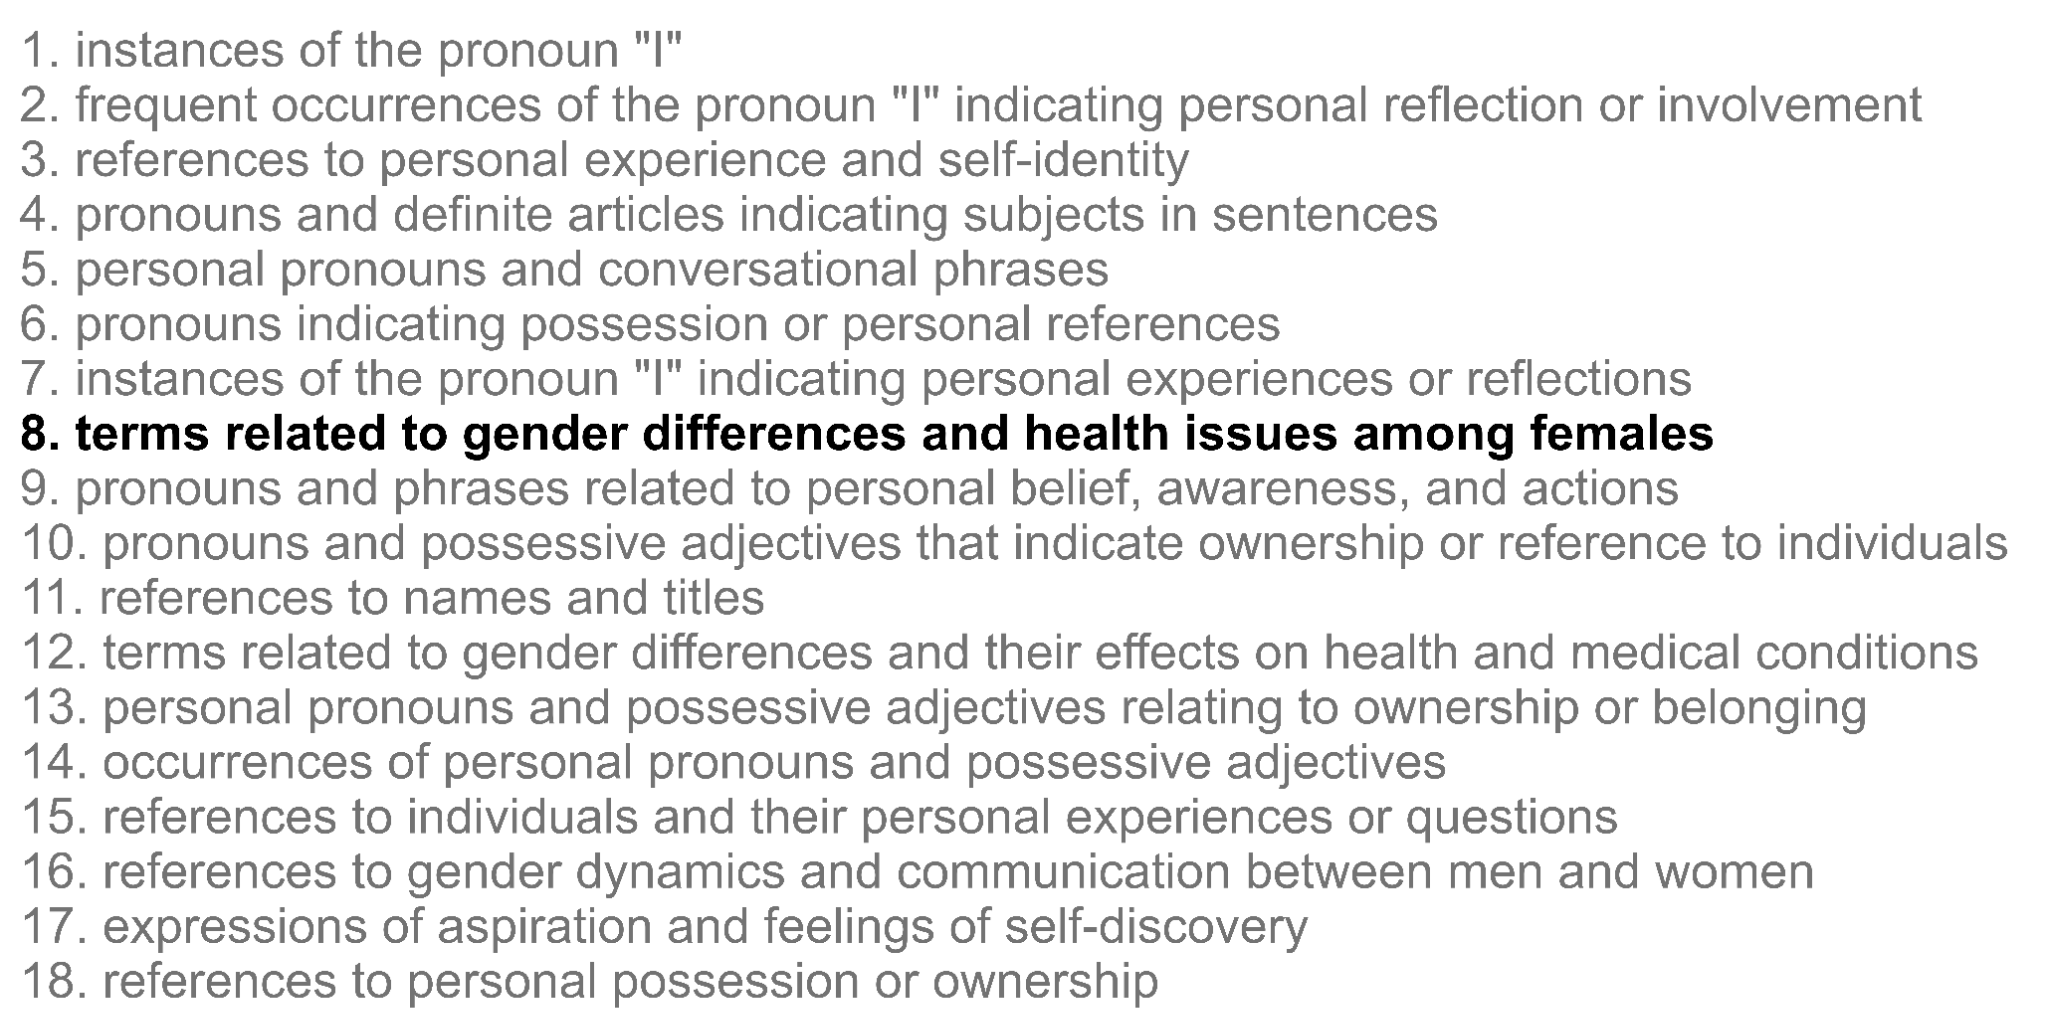 1. instances of the pronoun "I"
2. frequent occurrences of the pronoun "I" indicating personal reflection or involvement
3. references to personal experience and self-identity
4. pronouns and definite articles indicating subjects in sentences
5. personal pronouns and conversational phrases
6. pronouns indicating possession or personal references
7. instances of the pronoun "I" indicating personal experiences or reflections
8. terms related to gender differences and health issues among females
9. pronouns and phrases related to personal belief, awareness, and actions
10. pronouns and possessive adjectives that indicate ownership or reference to individuals
11. references to names and titles
12. terms related to gender differences and their effects on health and medical conditions
13. personal pronouns and possessive adjectives relating to ownership or belonging
14. occurrences of personal pronouns and possessive adjectives
15. references to individuals and their personal experiences or questions
16. references to gender dynamics and communication between men and women
17. expressions of aspiration and feelings of self-discovery
18. references to personal possession or ownership